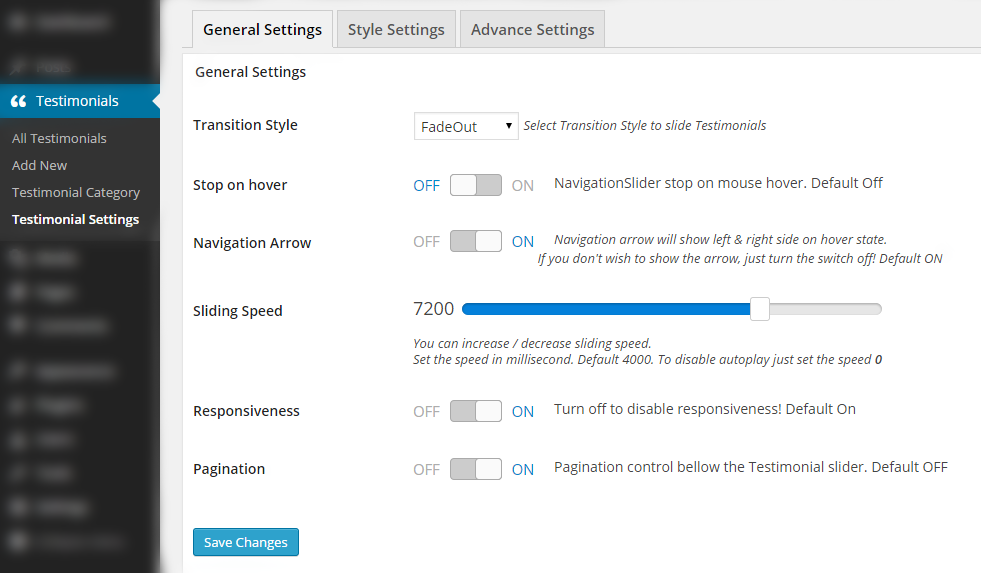 General Settings
Style Settings
Advance Settings
Testimonials
All Testimonials
Add New
Testimonial Category
Testimonial Settings
General Settings
Transition Style
FadeOut
Select Transition Style to slide Testimonials
Stop on hover
OFF ON
NavigationSlider stop on mouse hover. Default Off
Navigation Arrow
OFF ON
Navigation arrow will show left & right side on hover state.
If you don't wish to show the arrow, just turn the switch off! Default ON
Sliding Speed
7200
You can increase / decrease sliding speed.
Set the speed in millisecond. Default 4000. To disable autoplay just set the speed 0
Responsiveness
OFF ON
Turn off to disable responsiveness! Default On
Pagination
OFF ON
Pagination control bellow the Testimonial slider. Default OFF
Save Changes